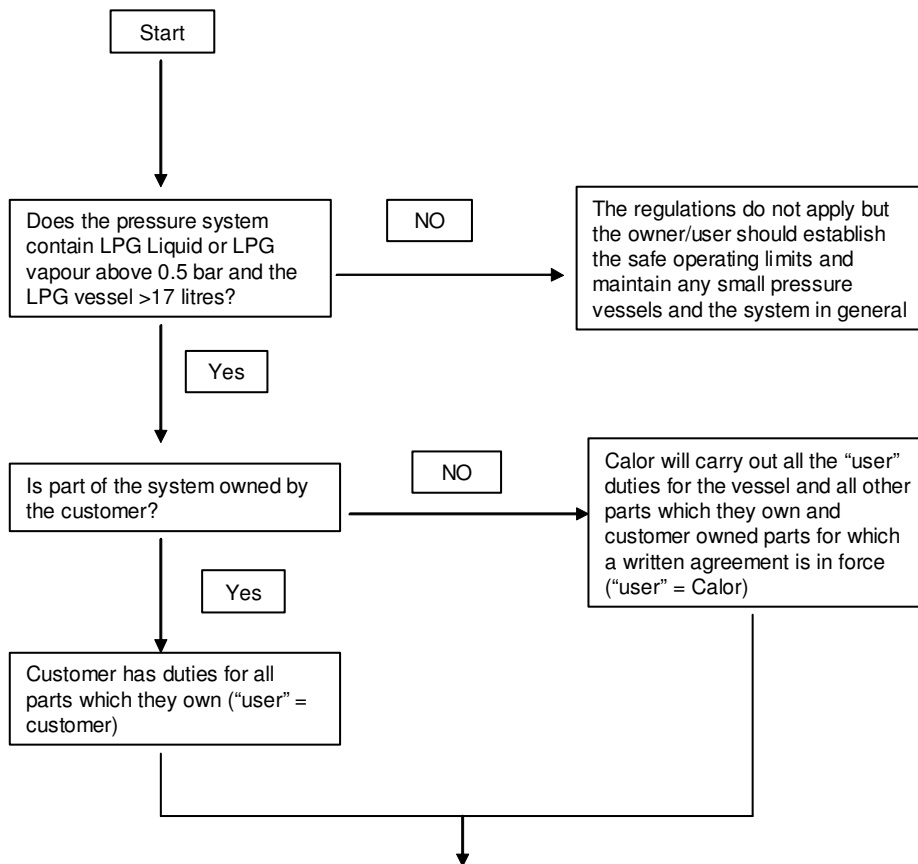 Start
Does the pressure system
contain LPG Liquid or LPG
vapour above 0.5 bar and the
LPG vessel >17 litres?
NO
The regulations do not apply but
the owner/user should establish
the safe operating limits and
maintain any small pressure
vessels and the system in general
Yes
Is part of the system owned by
the customer?
NO
Calor will carry out all the “user”
duties for the vessel and all other
parts which they own and
customer owned parts for which
a written agreement is in force
(“user” = Calor)
Yes
Customer has duties for all
parts which they own (“user” =
customer)